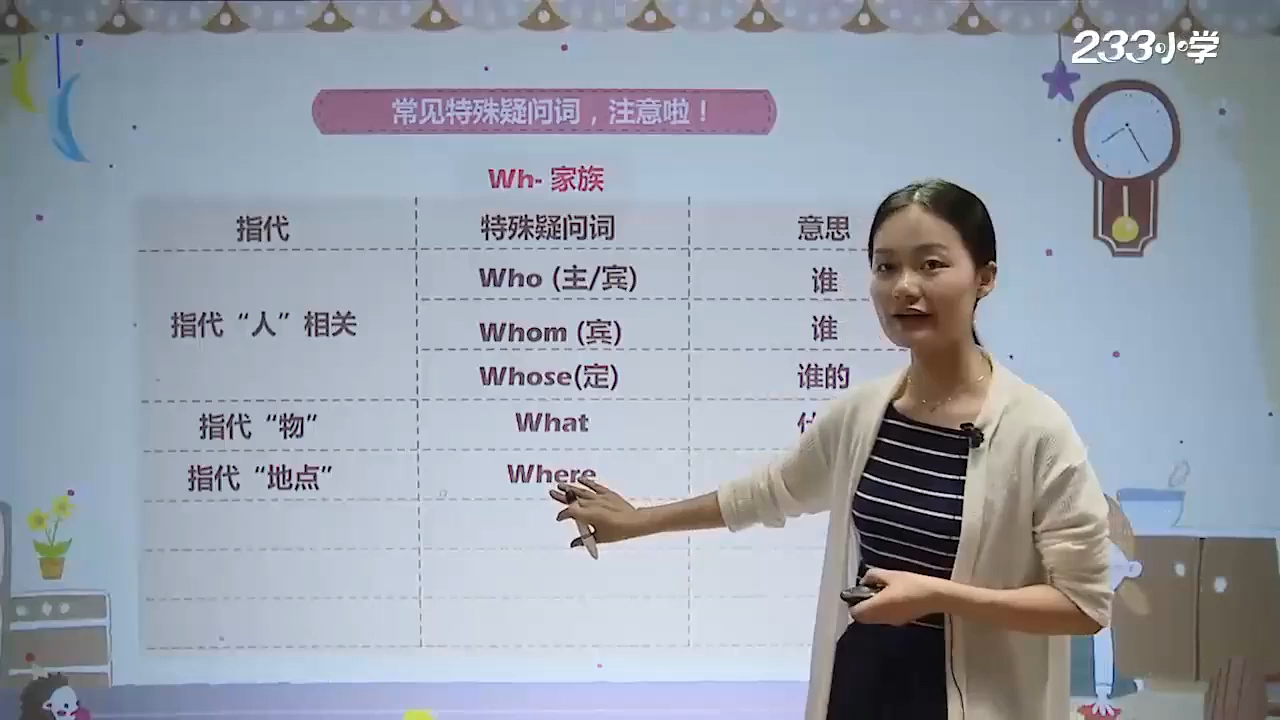 233小学
常见特殊疑问词，注意啦！
Wh- 家族
指代 特殊疑问词 意思
Who (主/宾) 谁
指代“人”相关 Whom (宾) 谁
Whose(定) 谁的
指代“物” What
指代“地点” Where